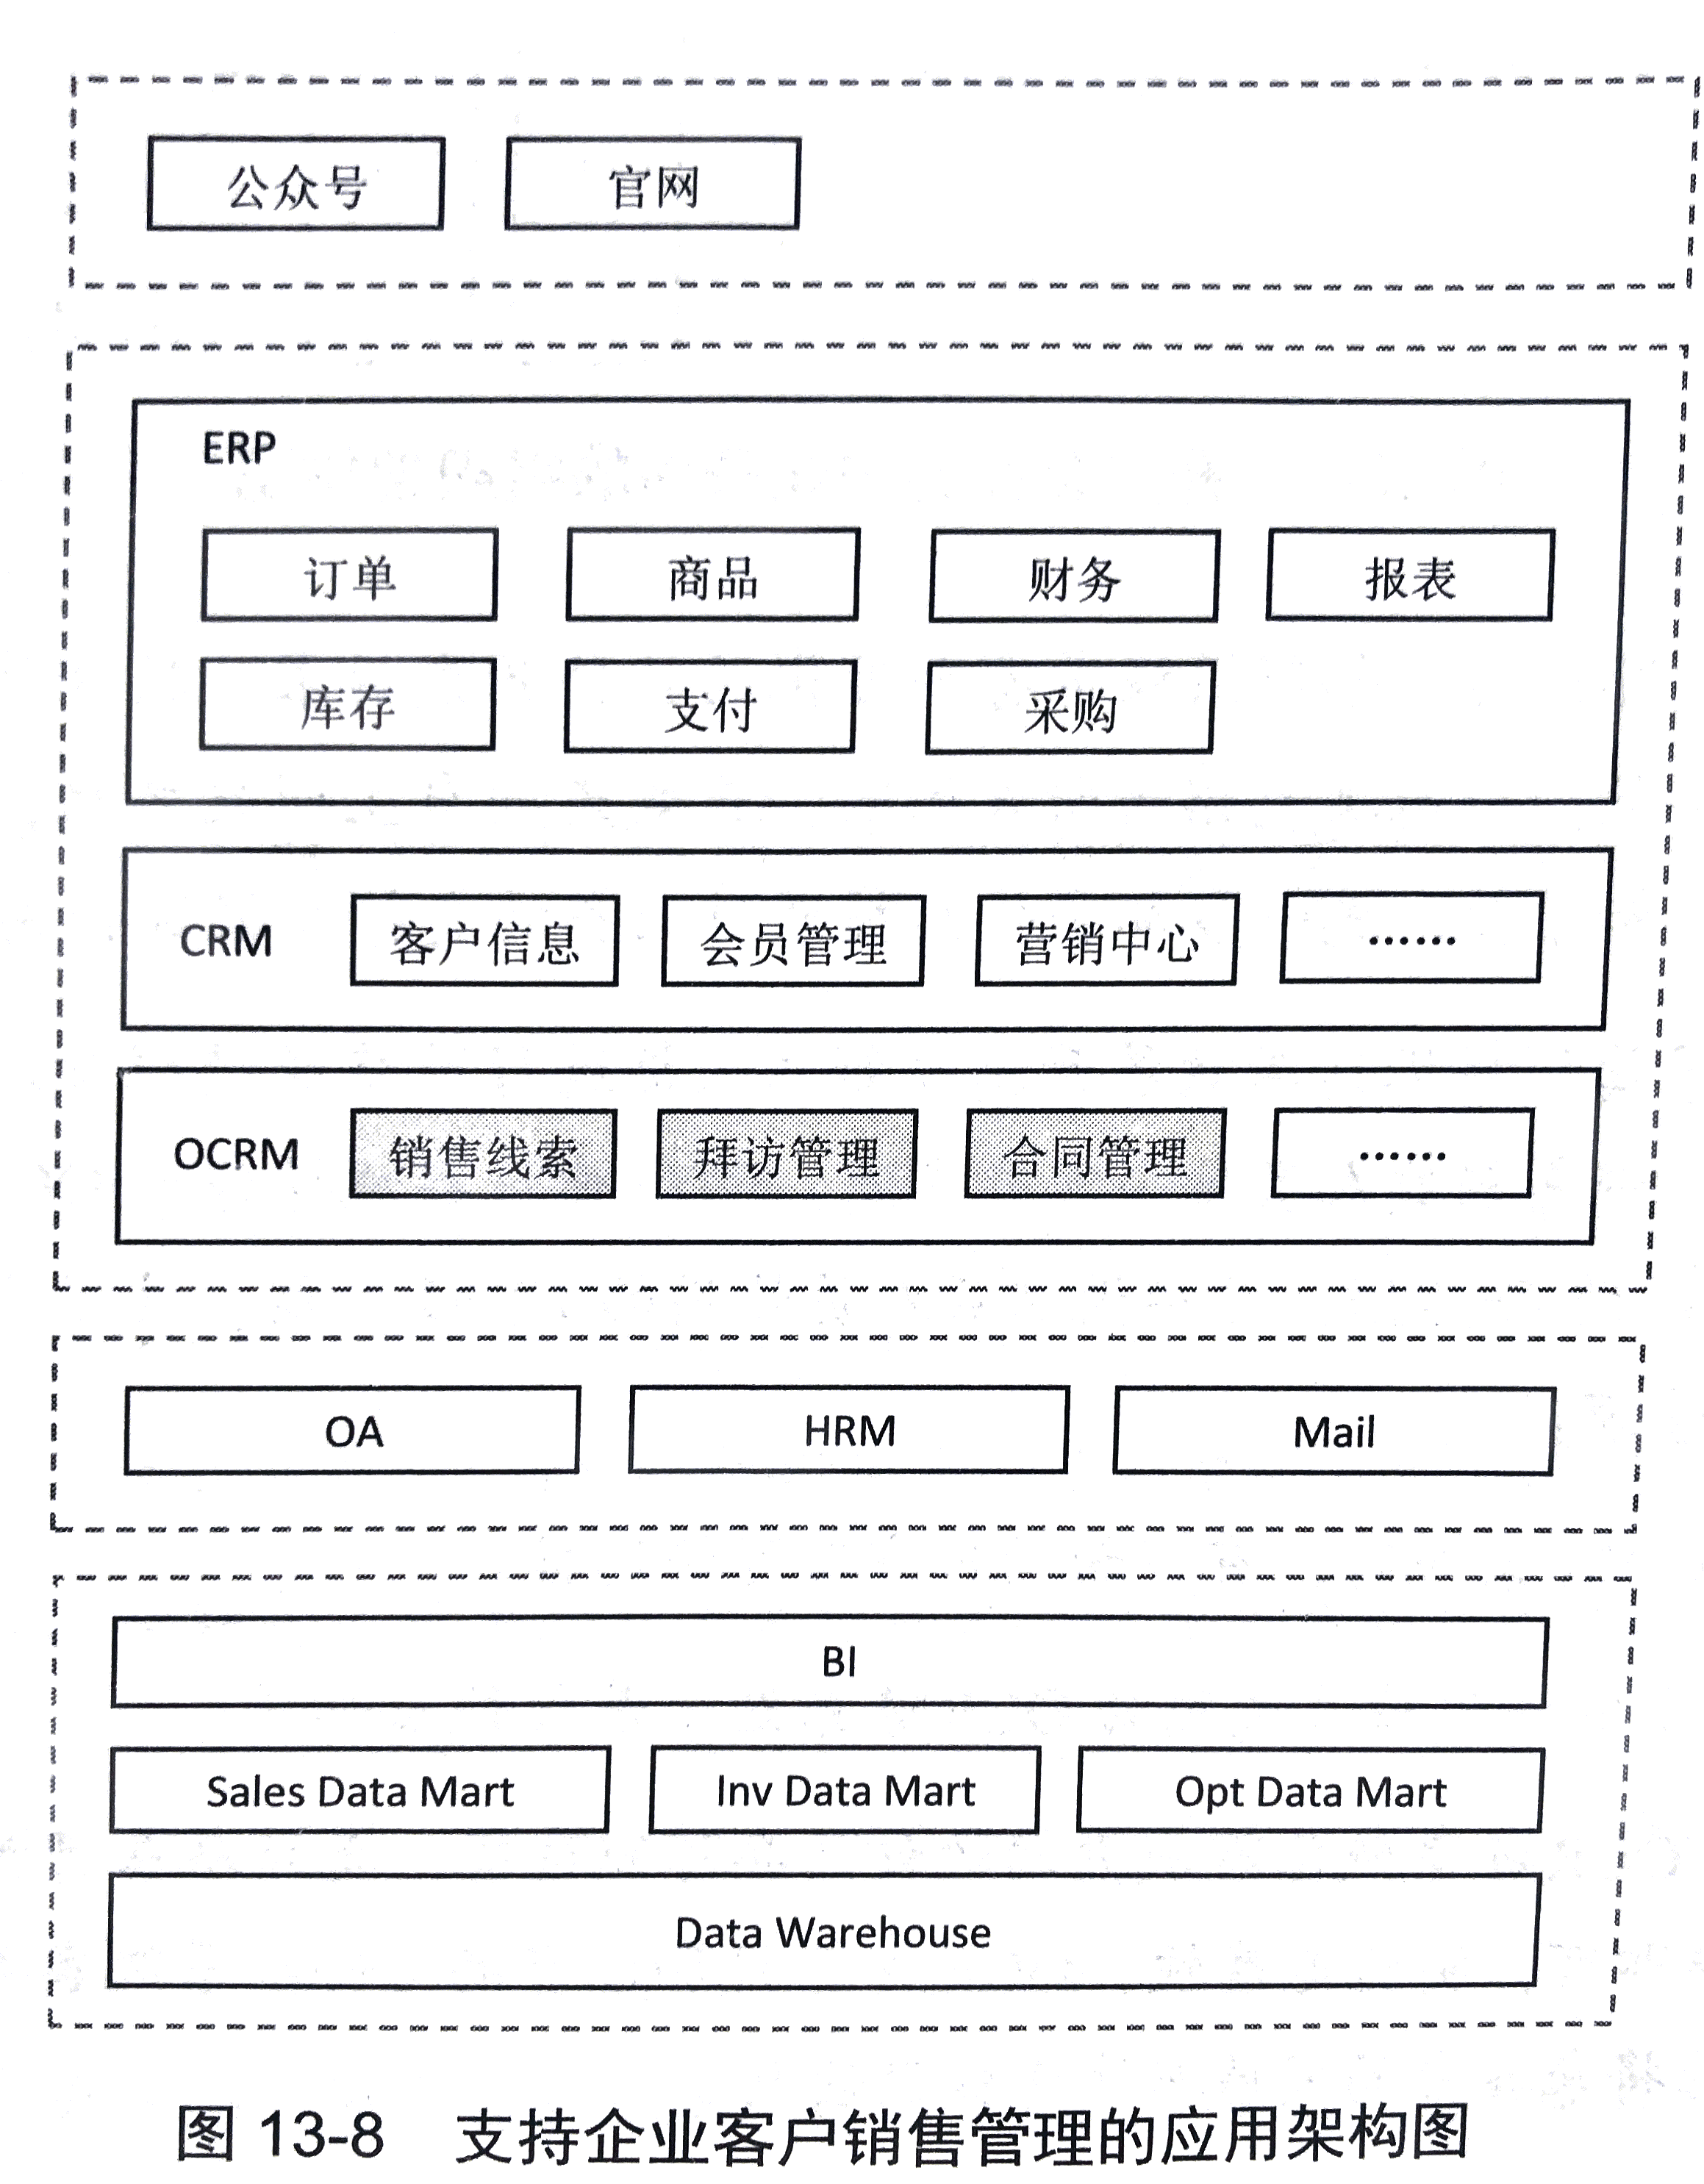 公众号 官网
ERP
订单 商品 财务 报表
库存 支付 采购
CRM 客户信息 会员管理 营销中心 ······
OCRM 销售线索 拜访管理 合同管理 ······
OA HRM Mail
BI
Sales Data Mart Inv Data Mart Opt Data Mart
Data Warehouse
图 13-8 支持企业客户销售管理的应用架构图